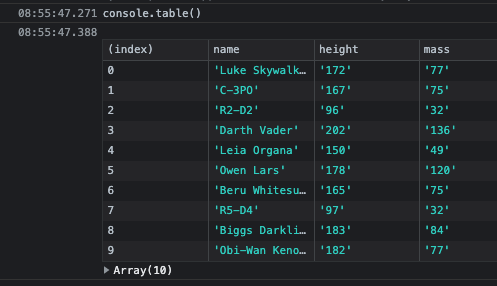 08:55:47.271 console.table()
08:55:47.388
(index) name height mass
0 'Luke Skywalk… '172' '77'
1 'C-3PO' '167' '75'
2 'R2-D2' '96' '32'
3 'Darth Vader' '202' '136'
4 'Leia Organa' '150' '49'
5 'Owen Lars' '178' '120'
6 'Beru Whitesu… '165' '75'
7 'R5-D4' '97' '32'
8 'Biggs Darkli… '183' '84'
9 'Obi-Wan Keno… '182' '77'
▶ Array(10)